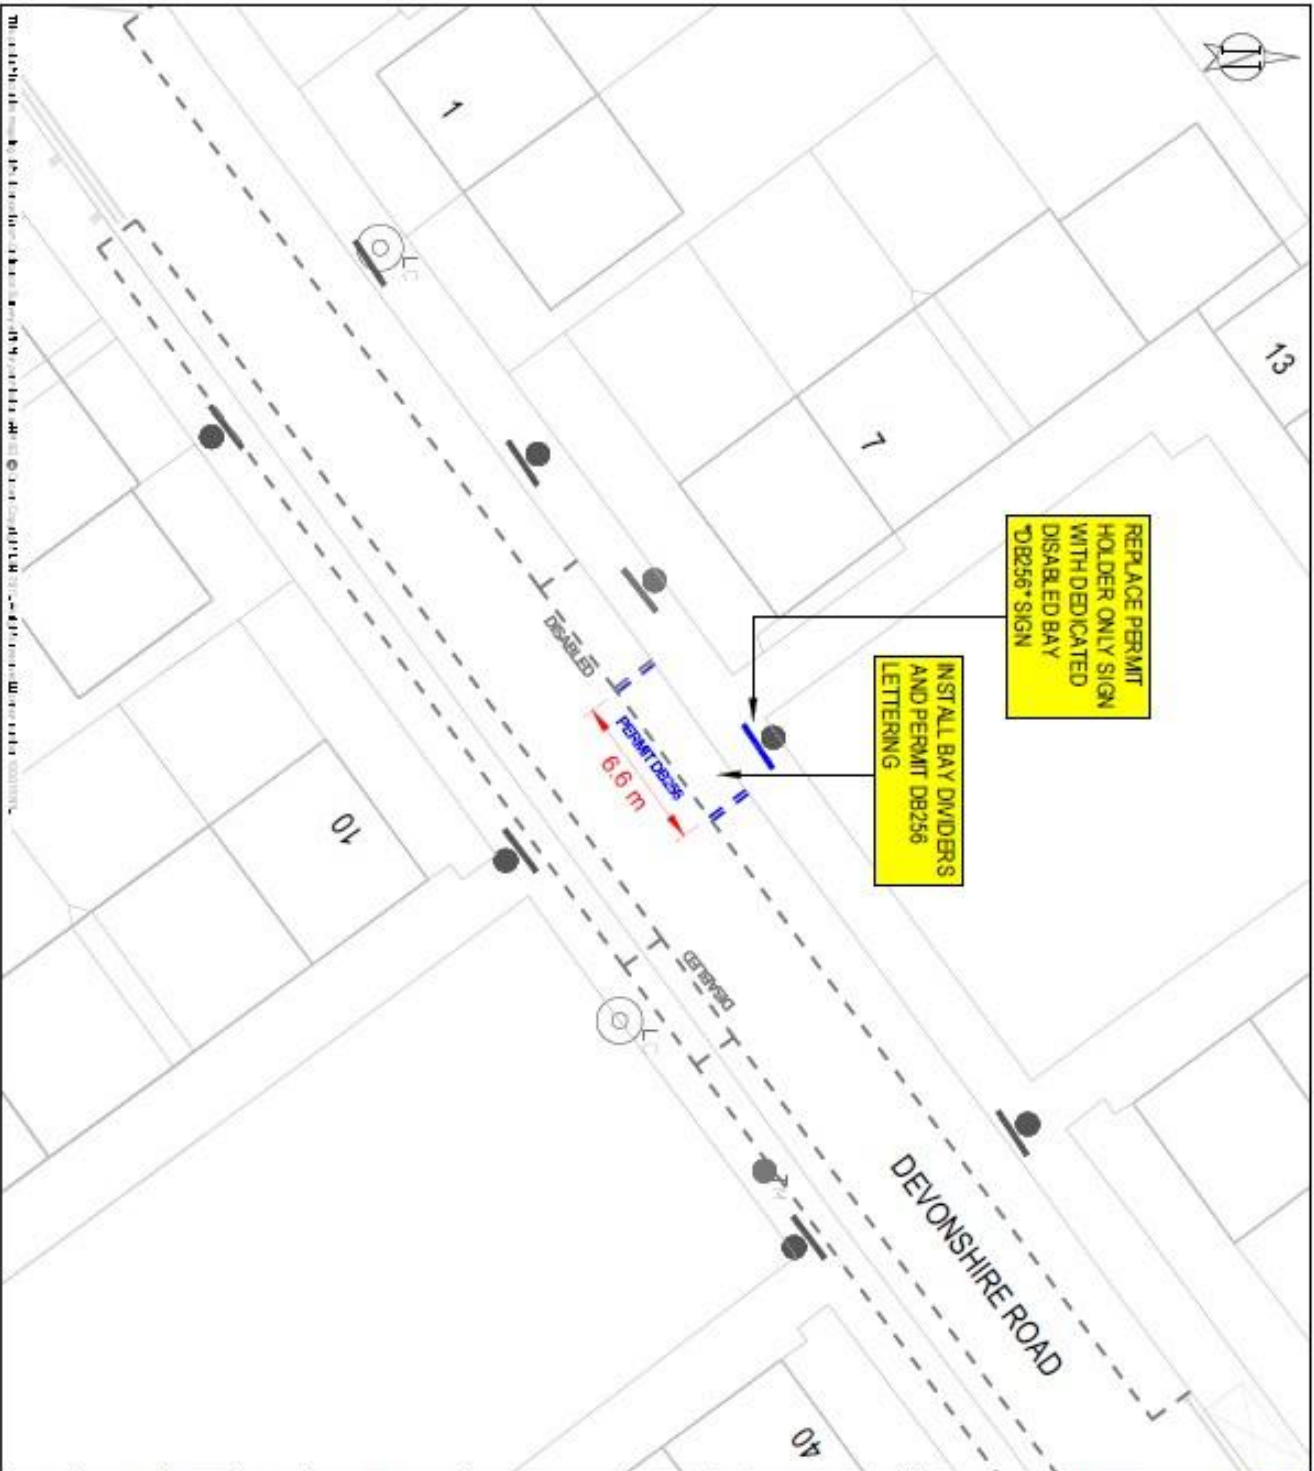 N
REPLACE PERMIT
HOLDER ONLY SIGN
WITH DEDICATED
DISABLED BAY
"DB256" SIGN
INSTALL BAY DIVIDERS
AND PERMIT DB256
LETTERING
1
7
13
DISABLED
PERMIT DB256
6.6 m
DISABLED
10
DEVONSHIRE ROAD
40